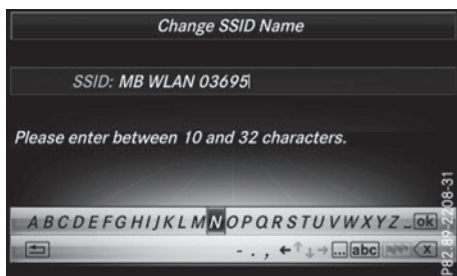 Change SSID Name
SSID: MB WLAN 03695
Please enter between 10 and 32 characters.
A B C D E F G H I J K L M N O P Q R S T U V W X Y Z _ ok
- . , ←↑↓→ ... abc X
P82.89-2208-31